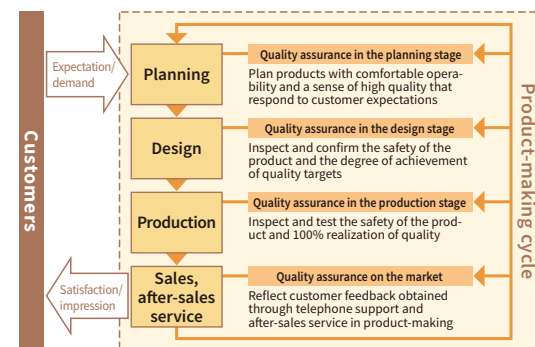 Customers
Expectation/
demand
Planning
Quality assurance in the planning stage
Plan products with comfortable opera-
bility and a sense of high quality that
respond to customer expectations
Design
Quality assurance in the design stage
Inspect and confirm the safety of the
product and the degree of achievement
of quality targets
Production
Quality assurance in the production stage
Inspect and test the safety of the prod-
uct and 100% realization of quality
Satisfaction/
impression
Sales,
after-sales
service
Quality assurance on the market
Reflect customer feedback obtained
through telephone support and
after-sales service in product-making
Product-making cycle